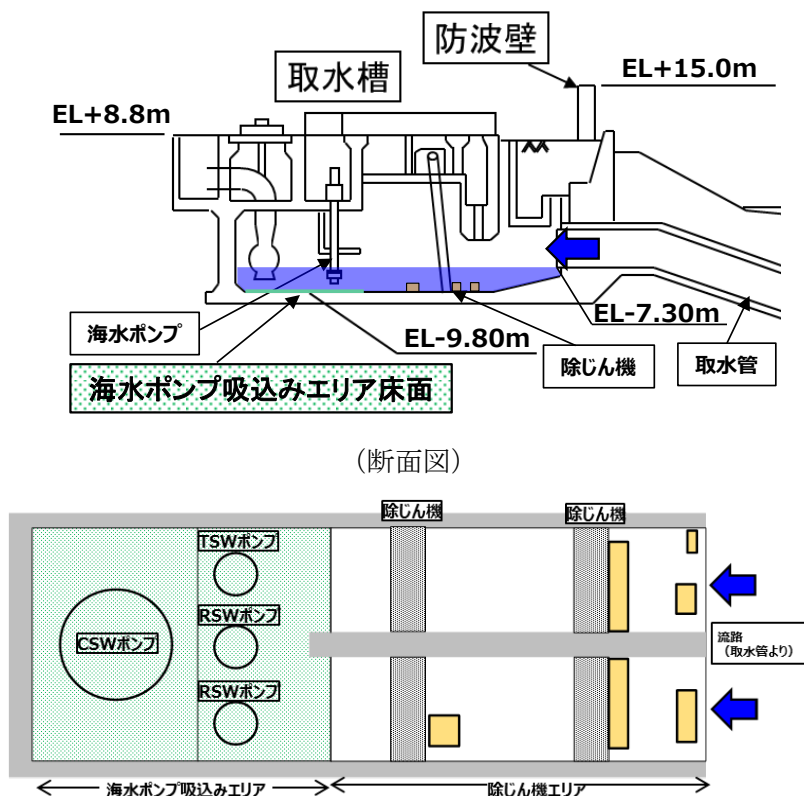 防波壁
取水槽
EL+15.0m
EL+8.8m
海水ポンプ
EL-9.80m
EL-7.30m
除じん機
取水管
海水ポンプ吸込みエリア床面
(断面図)
除じん機
除じん機
TSWポンプ
RSWポンプ
CSWポンプ
流路
(取水管より)
RSWポンプ
海水ポンプ吸込みエリア
除じん機エリア